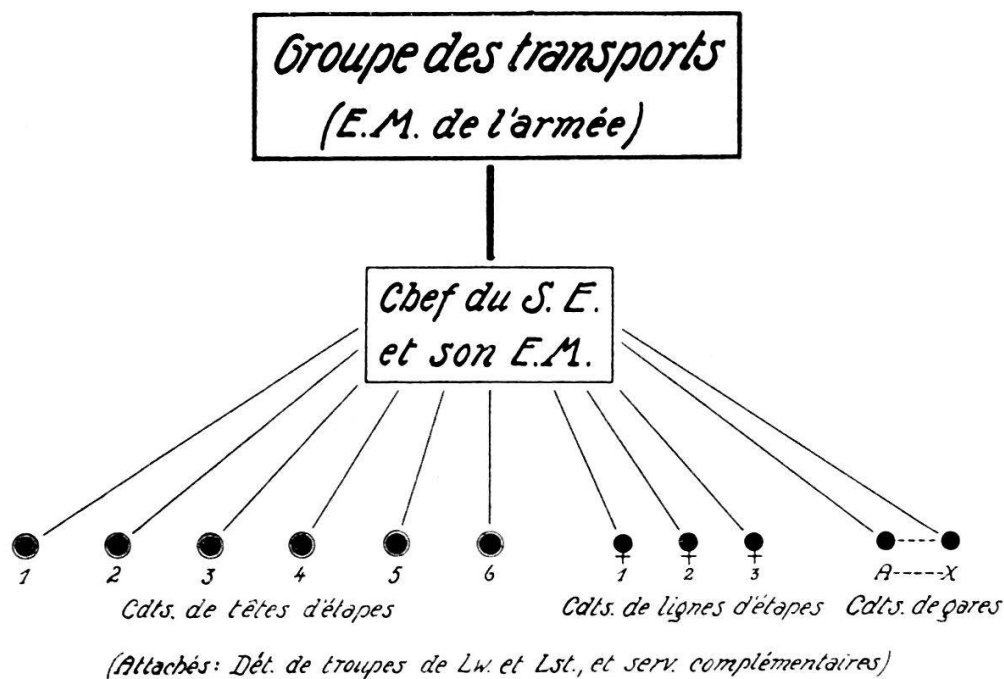 Groupe des transports
(E.M. de l'armée)
Chef du S. E.
et son E.M.
1 2 3 4 5 6 1 2 3 A-----X
Cdts. de têtes d'étapes Cdts. de lignes d'étapes Cdts. de gares
(Attachés: Dét. de troupes de Lw. et Lst., et serv. complémentaires)